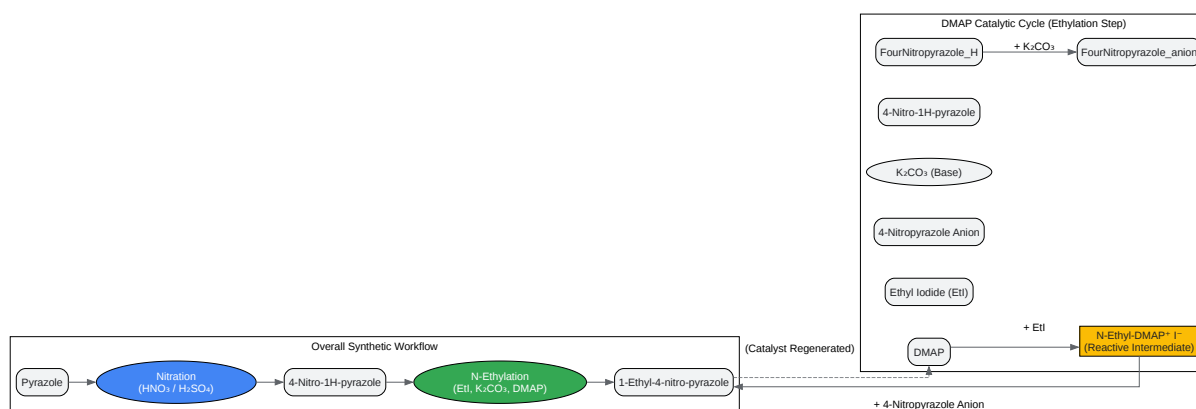 DMAP Catalytic Cycle (Ethylation Step)
FourNitropyrazole_H
+ K₂CO₃
FourNitropyrazole_anion
4-Nitro-1H-pyrazole
K₂CO₃ (Base)
4-Nitropyrazole Anion
Ethyl Iodide (EtI)
+ EtI
N-Ethyl-DMAP⁺ I⁻
(Reactive Intermediate)
DMAP
(Catalyst Regenerated)
Overall Synthetic Workflow
Pyrazole
Nitration
(HNO₃ / H₂SO₄)
4-Nitro-1H-pyrazole
N-Ethylation
(EtI, K₂CO₃, DMAP)
1-Ethyl-4-nitro-pyrazole
+ 4-Nitropyrazole Anion